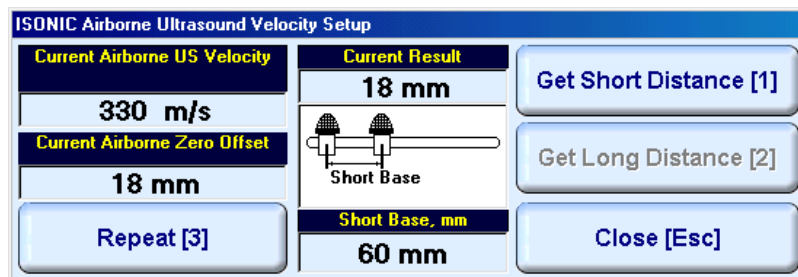 ISONIC Airborne Ultrasound Velocity Setup
Current Airborne US Velocity
330 m/s
Current Airborne Zero Offset
18 mm
Repeat [3]
Current Result
18 mm
Short Base
Short Base, mm
60 mm
Get Short Distance [1]
Get Long Distance [2]
Close [Esc]